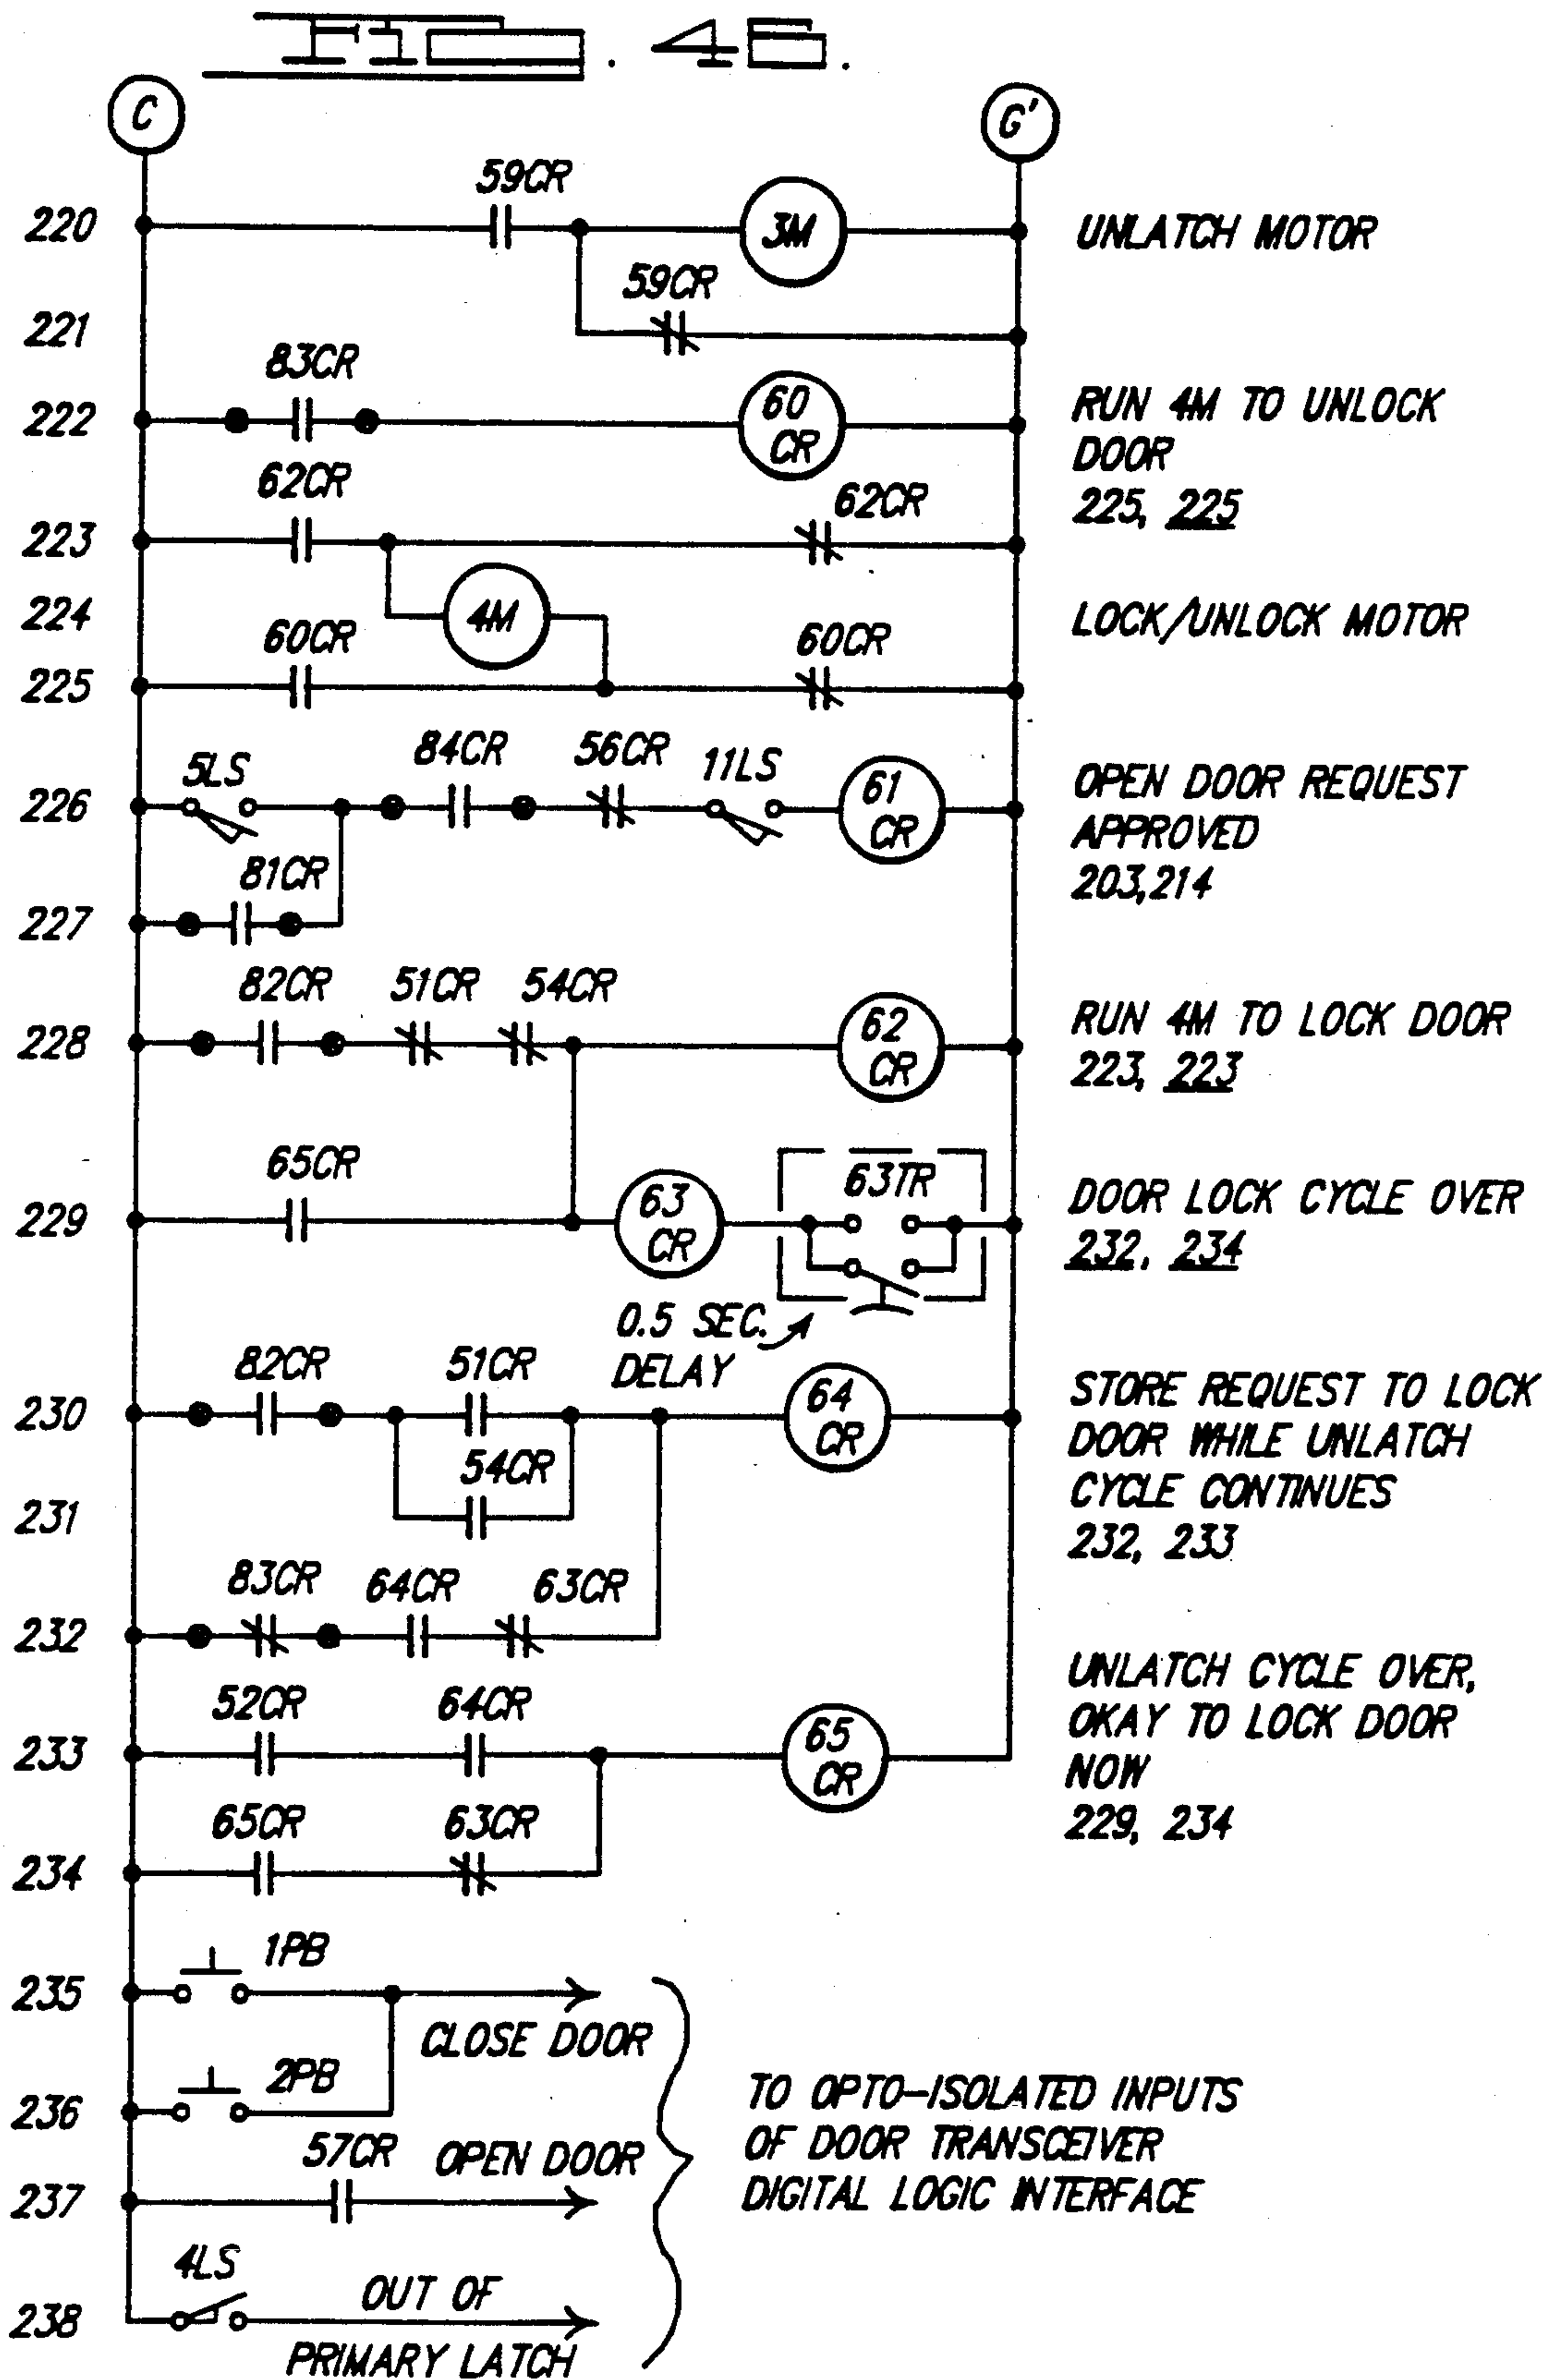 FIG. 4B.
C G'
59CR
220 3M UNLATCH MOTOR
59CR
221
83CR
222 60 CR RUN 4M TO UNLOCK
DOOR
225, 225
62CR 62CR
223
224 4M LOCK/UNLOCK MOTOR
60CR 60CR
225
5LS 84CR 56CR 11LS
226 61 CR OPEN DOOR REQUEST
APPROVED
203,214
81CR
227
82CR 51CR 54CR
228 62 CR RUN 4M TO LOCK DOOR
223, 223
65CR 63TR
229 63 CR DOOR LOCK CYCLE OVER
232, 234
0.5 SEC.
DELAY
82CR 51CR
230 64 CR STORE REQUEST TO LOCK
DOOR WHILE UNLATCH
CYCLE CONTINUES
232, 233
54CR
231
83CR 64CR 63CR
232
52CR 64CR
233 65 CR UNLATCH CYCLE OVER,
OKAY TO LOCK DOOR
NOW
229, 234
65CR 63CR
234
1PB
235
CLOSE DOOR
2PB
236
57CR OPEN DOOR
237
4LS OUT OF
238
PRIMARY LATCH
TO OPTO-ISOLATED INPUTS
OF DOOR TRANSCEIVER
DIGITAL LOGIC INTERFACE